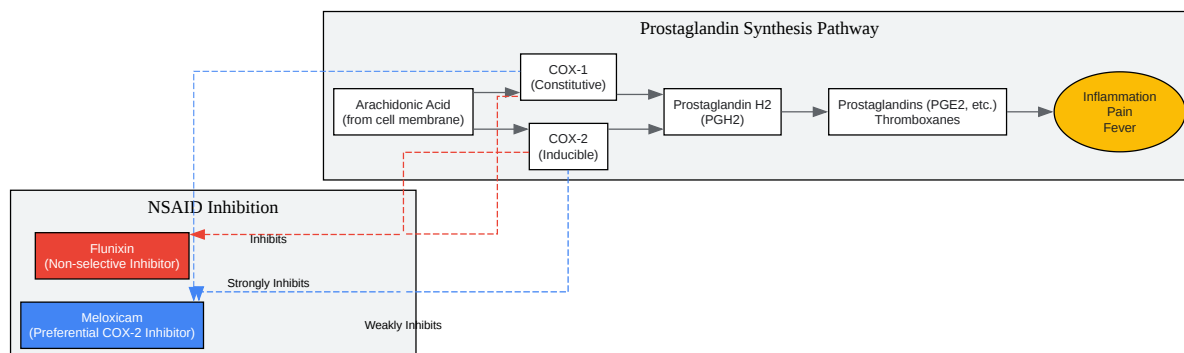 Prostaglandin Synthesis Pathway
COX-1
(Constitutive)
Arachidonic Acid
(from cell membrane)
COX-2
(Inducible)
Prostaglandin H2
(PGH2)
Prostaglandins (PGE2, etc.)
Thromboxanes
Inflammation
Pain
Fever
NSAID Inhibition
Flunixin
(Non-selective Inhibitor)
Inhibits
Strongly Inhibits
Meloxicam
(Preferential COX-2 Inhibitor)
Weakly Inhibits